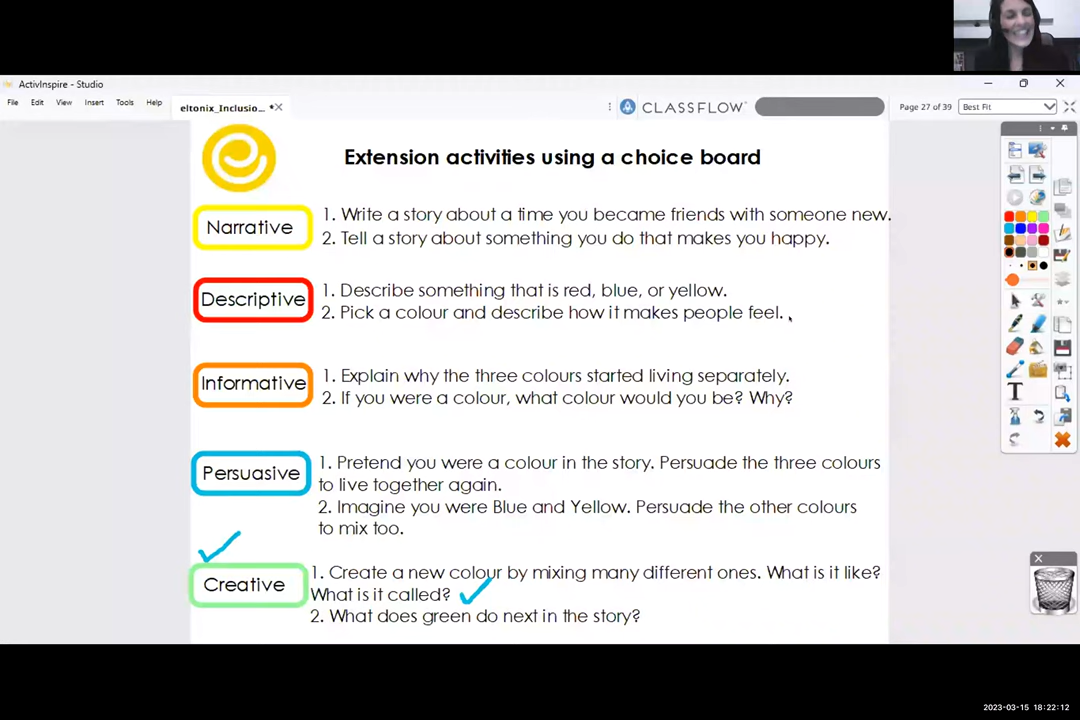 ActivInspire - Studio
File Edit View Insert Tools Help
eltonix_Inclusio... *
CLASSFLOW
Page 27 of 39
Best Fit
Extension activities using a choice board
Narrative
1. Write a story about a time you became friends with someone new.
2. Tell a story about something you do that makes you happy.
Descriptive
1. Describe something that is red, blue, or yellow.
2. Pick a colour and describe how it makes people feel.
Informative
1. Explain why the three colours started living separately.
2. If you were a colour, what colour would you be? Why?
Persuasive
1. Pretend you were a colour in the story. Persuade the three colours
to live together again.
2. Imagine you were Blue and Yellow. Persuade the other colours
to mix too.
Creative
1. Create a new colour by mixing many different ones. What is it like?
What is it called?
2. What does green do next in the story?
T
2023-03-15 18:22:12